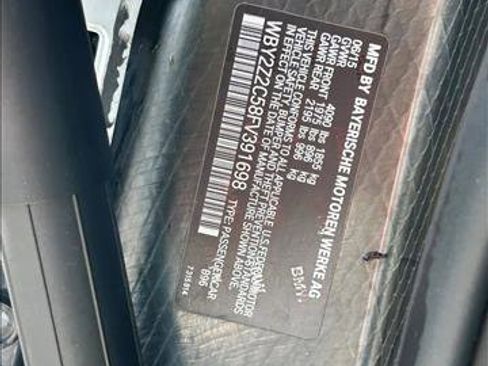 MFD BY BAYERISCHE MOTOREN WERKE AG
06/15
GVWR 4090 lbs 1855 kg
GAWR FRONT 1975 lbs 896 kg
GAWR REAR 2195 lbs 996 kg
THIS VEHICLE CONFORMS TO ALL APPLICABLE U.S. FEDERAL MOTOR
VEHICLE SAFETY, BUMPER, AND THEFT PREVENTION STANDARDS
IN EFFECT ON THE DATE OF MANUFACTURE SHOWN ABOVE.
WBY2Z2C58FV391698 TYPE: PASSENGER CAR
896
7315814
BMW